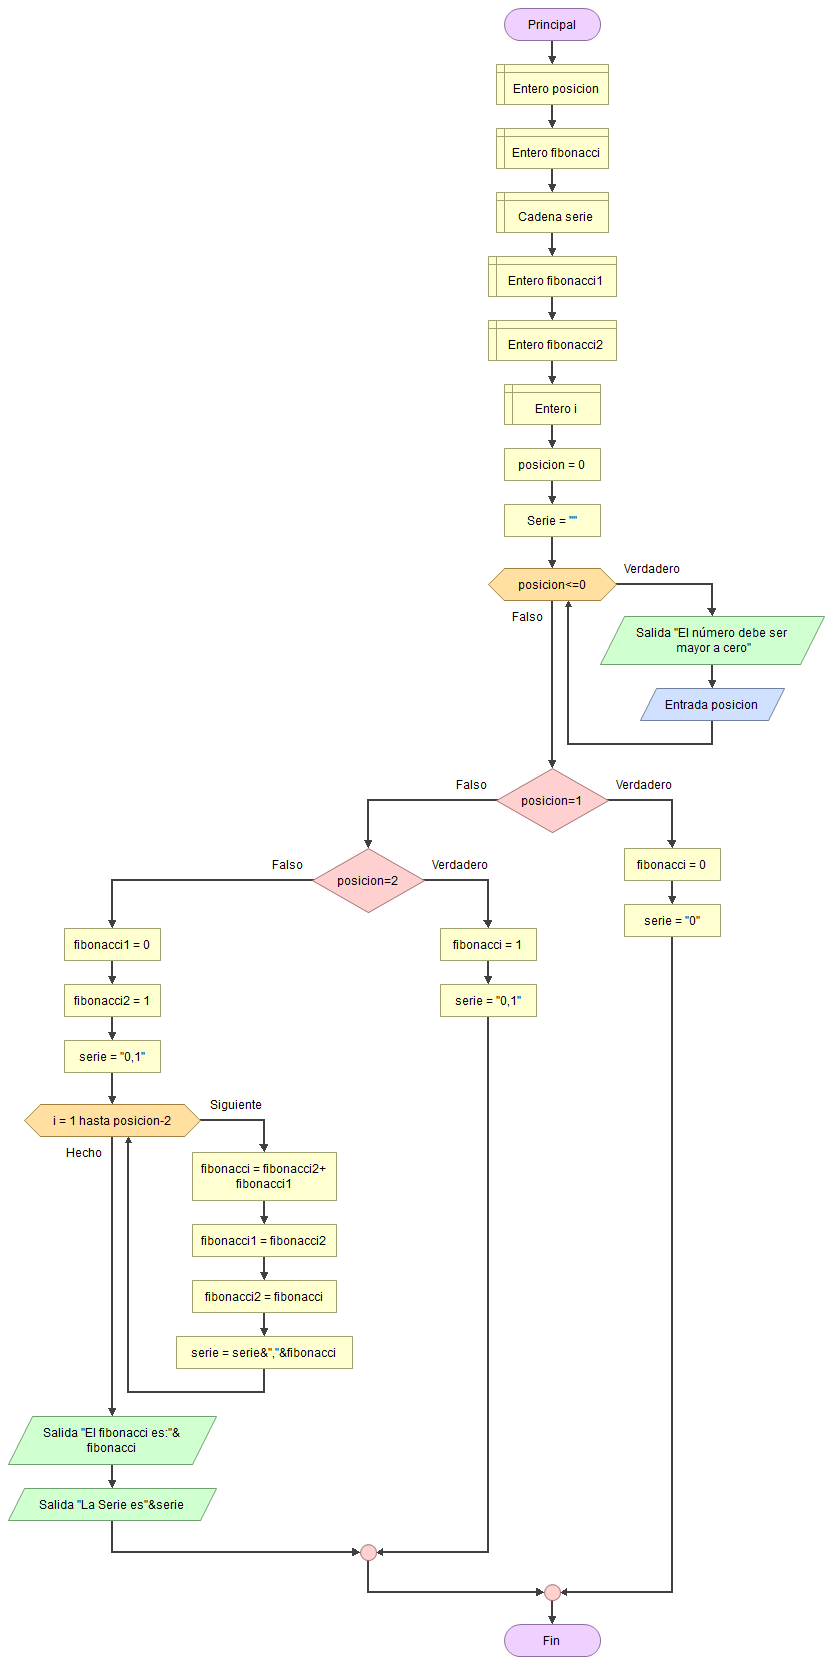 Principal
Entero posicion
Entero fibonacci
Cadena serie
Entero fibonacci1
Entero fibonacci2
Entero i
posicion = 0
Serie = ""
posicion<=0
Verdadero
Falso
Salida "El número debe ser
mayor a cero"
Entrada posicion
posicion=1
Falso
Verdadero
fibonacci = 0
serie = "0"
posicion=2
Falso
Verdadero
fibonacci = 1
serie = "0,1"
fibonacci1 = 0
fibonacci2 = 1
serie = "0,1"
i = 1 hasta posicion-2
Siguiente
Hecho
fibonacci = fibonacci2+
fibonacci1
fibonacci1 = fibonacci2
fibonacci2 = fibonacci
serie = serie&","&fibonacci
Salida "El fibonacci es:"&
fibonacci
Salida "La Serie es"&serie
Fin